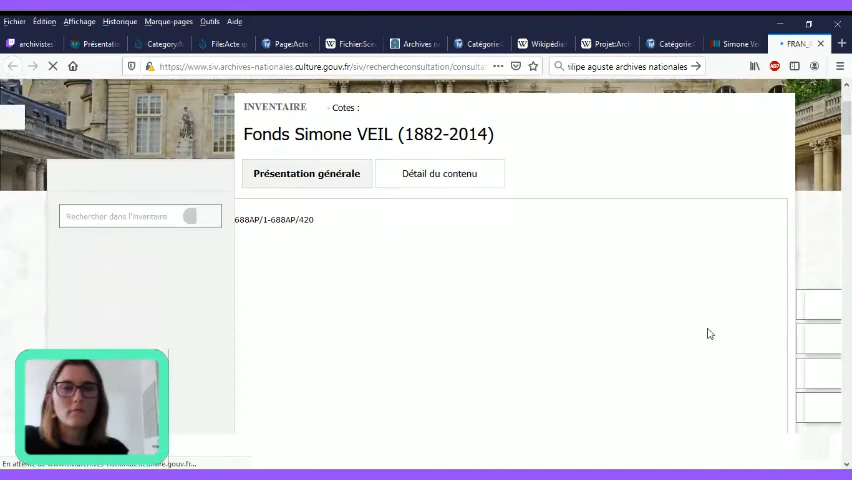 Fichier Édition Affichage Historique Marque-pages Outils Aide
archivistes Présentati Category:A File:Acte q Page:Acte Fichier:Scé Archives n Catégorie: Wikipédia Projet:Arch Catégorie: Simone Ve FRAN_I
https://www.siv.archives-nationales.culture.gouv.fr/siv/rechercheconsultation/consulta
ilipe aguste archives nationales
INVENTAIRE - Cotes :
Fonds Simone VEIL (1882-2014)
Présentation générale Détail du contenu
Rechercher dans l'inventaire
688AP/1-688AP/420